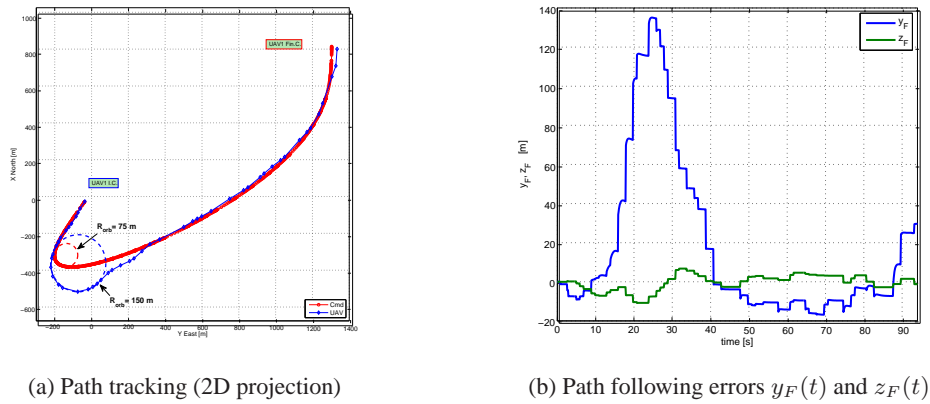 1000
800
600
400
200
0
−200
−400
−600
X North [m]
−200 0 200 400 600 800 1000 1200 1400
Y East [m]
UAV1 Fin.C.
UAV1 I.C.
R_orb= 75 m
R_orb= 150 m
Cmd
UAV
(a) Path tracking (2D projection)
140
120
100
80
60
40
20
0
−20
y_F, z_F [m]
0 10 20 30 40 50 60 70 80 90
time [s]
y_F
z_F
(b) Path following errors y_F(t) and z_F(t)